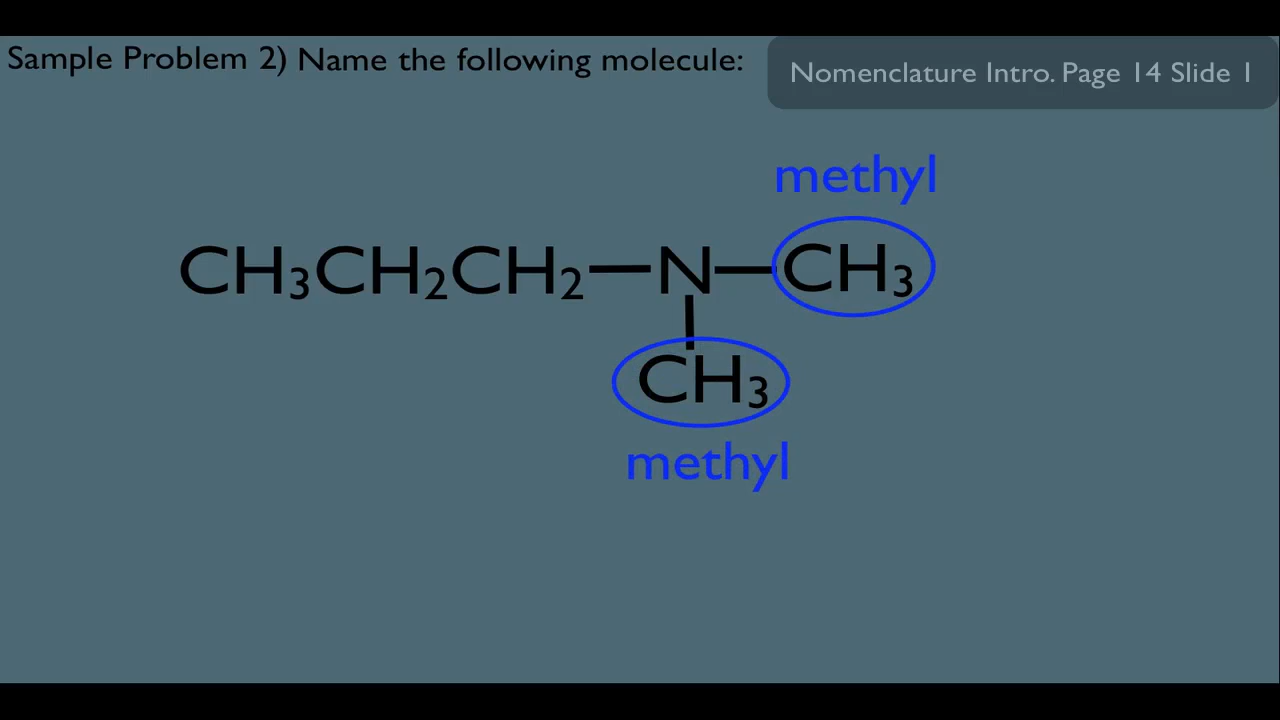 Sample Problem 2) Name the following molecule:
Nomenclature Intro. Page 14 Slide 1
methyl
CH₃CH₂CH₂—N—CH₃
CH₃
methyl